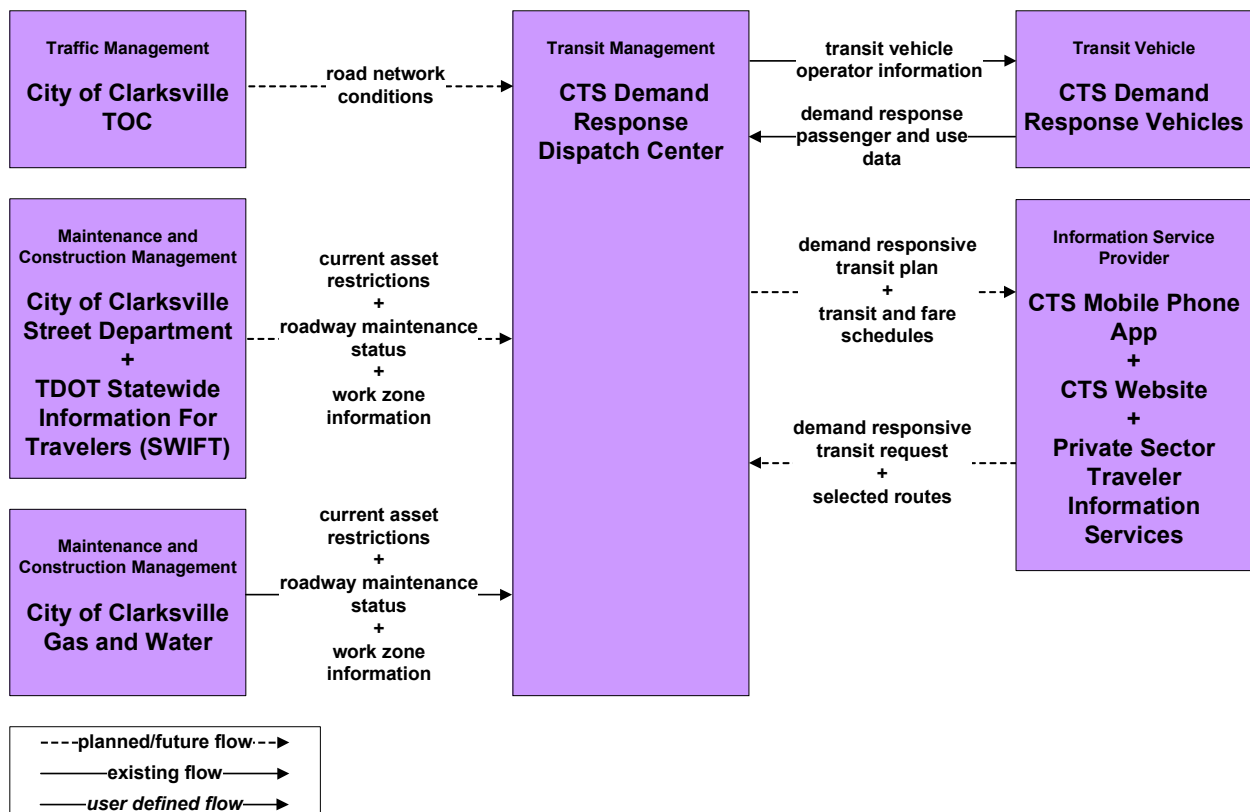 Traffic Management
City of Clarksville
TOC
road network
conditions
Transit Management
CTS Demand
Response
Dispatch Center
transit vehicle
operator information
demand response
passenger and use
data
Transit Vehicle
CTS Demand
Response Vehicles
Maintenance and
Construction Management
City of Clarksville
Street Department
+
TDOT Statewide
Information For
Travelers (SWIFT)
current asset
restrictions
+
roadway maintenance
status
+
work zone
information
demand responsive
transit plan
+
transit and fare
schedules
demand responsive
transit request
+
selected routes
Information Service
Provider
CTS Mobile Phone
App
+
CTS Website
+
Private Sector
Traveler
Information
Services
Maintenance and
Construction Management
City of Clarksville
Gas and Water
current asset
restrictions
+
roadway maintenance
status
+
work zone
information
planned/future flow
existing flow
user defined flow